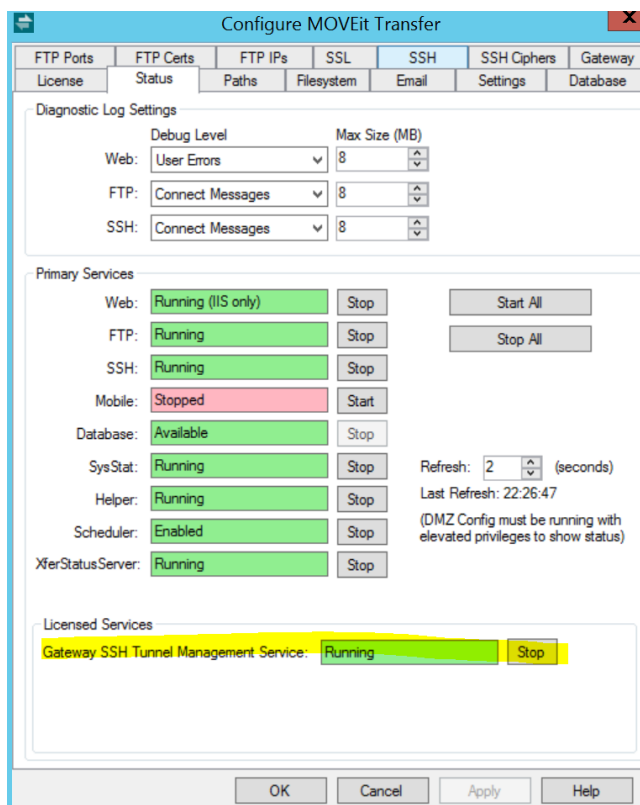 Configure MOVEit Transfer
X
FTP Ports FTP Certs FTP IPs SSL SSH SSH Ciphers Gateway
License Status Paths Filesystem Email Settings Database
Diagnostic Log Settings
Debug Level Max Size (MB)
Web: User Errors 8
FTP: Connect Messages 8
SSH: Connect Messages 8
Primary Services
Web: Running (IIS only) Stop Start All
FTP: Running Stop Stop All
SSH: Running Stop
Mobile: Stopped Start
Database: Available Stop
SysStat: Running Stop Refresh: 2 (seconds)
Helper: Running Stop Last Refresh: 22:26:47
Scheduler: Enabled Stop (DMZ Config must be running with
elevated privileges to show status)
XferStatusServer: Running Stop
Licensed Services
Gateway SSH Tunnel Management Service: Running Stop
OK Cancel Apply Help